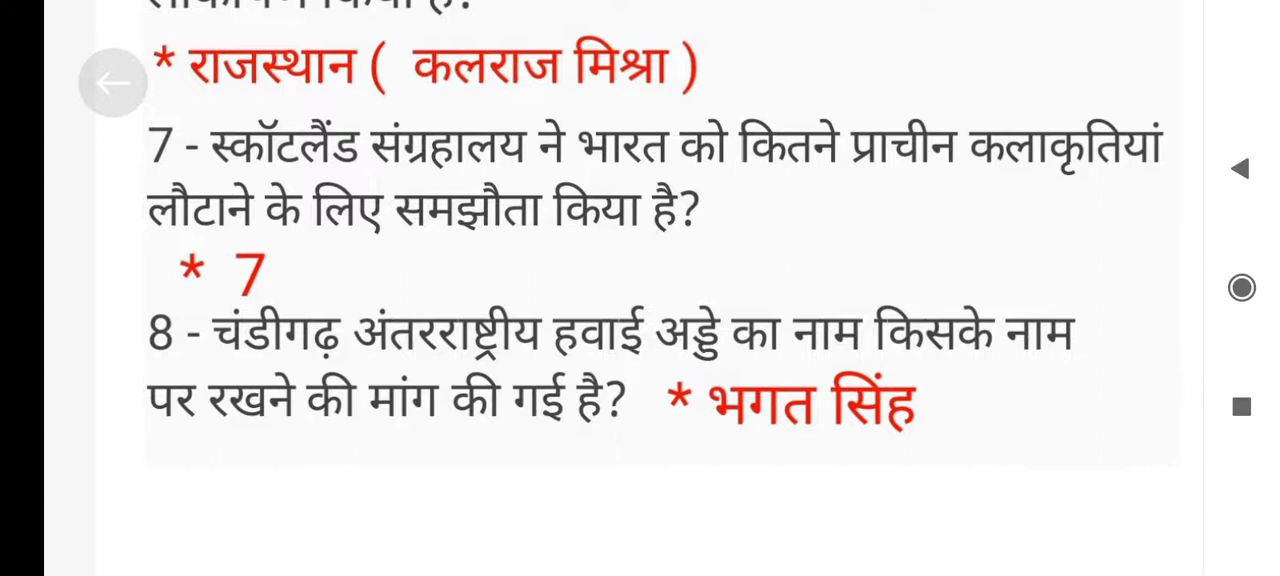 * राजस्थान ( कलराज मिश्रा )
7 - स्कॉटलैंड संग्रहालय ने भारत को कितने प्राचीन कलाकृतियां
लौटाने के लिए समझौता किया है?
* 7
8 - चंडीगढ़ अंतरराष्ट्रीय हवाई अड्डे का नाम किसके नाम
पर रखने की मांग की गई है? * भगत सिंह